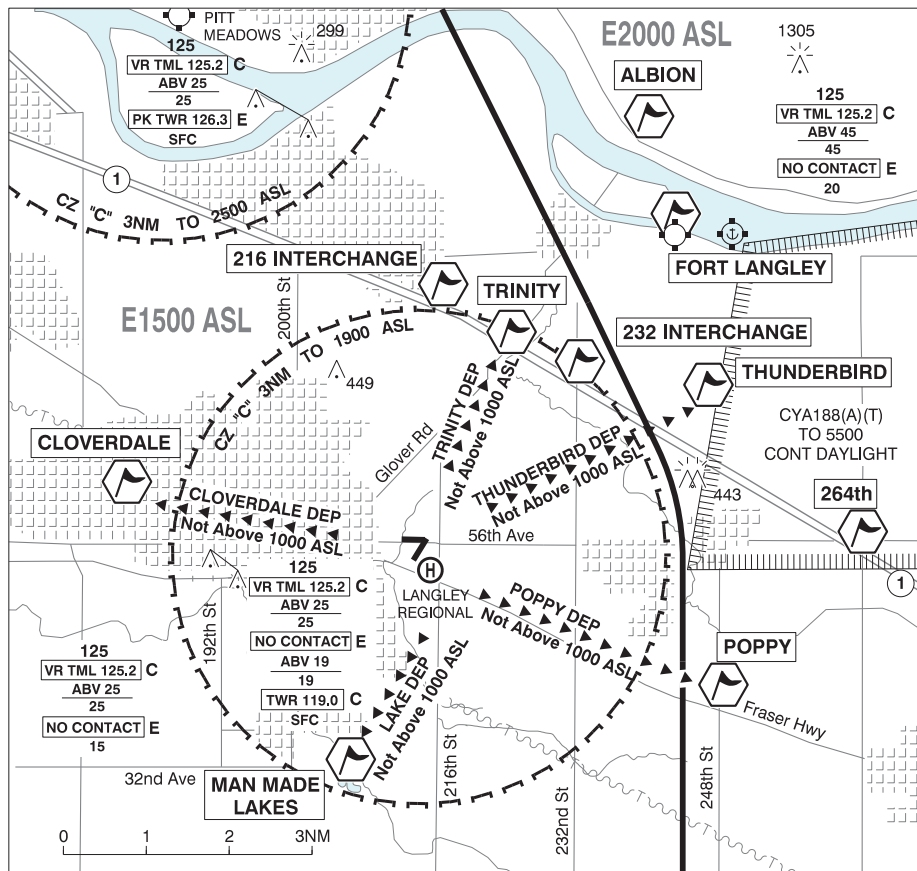 PITT
MEADOWS
299
125
VR TML 125.2 C
ABV 25
25
PK TWR 126.3 E
SFC
E2000 ASL
1305
ALBION
125
VR TML 125.2 C
ABV 45
45
NO CONTACT E
20
1
CZ "C" 3NM TO 2500 ASL
216 INTERCHANGE
TRINITY
FORT LANGLEY
E1500 ASL
200th St
232 INTERCHANGE
THUNDERBIRD
CZ "C" 3NM TO 1900 ASL
449
TRINITY DEP
Not Above 1000 ASL
CYA188(A)(T)
TO 5500
CONT DAYLIGHT
CLOVERDALE
Glover Rd
THUNDERBIRD DEP
Not Above 1000 ASL
443
264th
CLOVERDALE DEP
Not Above 1000 ASL
56th Ave
H
LANGLEY
REGIONAL
1
125
VR TML 125.2 C
ABV 25
25
NO CONTACT E
ABV 19
19
TWR 119.0 C
SFC
POPPY DEP
Not Above 1000 ASL
192th St
POPPY
125
VR TML 125.2 C
ABV 25
25
NO CONTACT E
15
LAKE DEP
Not Above 1000 ASL
Fraser Hwy
32nd Ave
MAN MADE
LAKES
216th St
232nd St
248th St
0 1 2 3NM